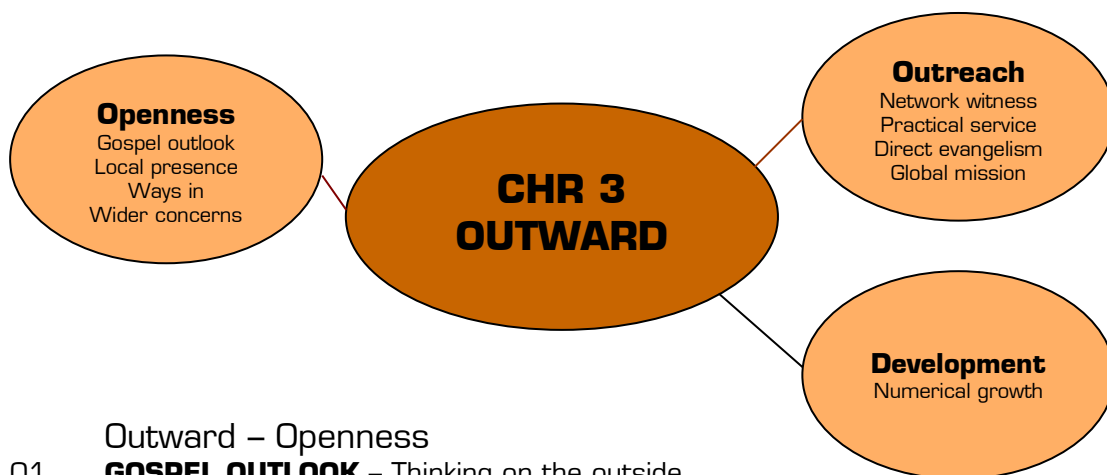 Openness
Gospel outlook
Local presence
Ways in
Wider concerns
CHR 3
OUTWARD
Outreach
Network witness
Practical service
Direct evangelism
Global mission
Development
Numerical growth
Outward – Openness
01 GOSPEL OUTLOOK – Thinking on the outside